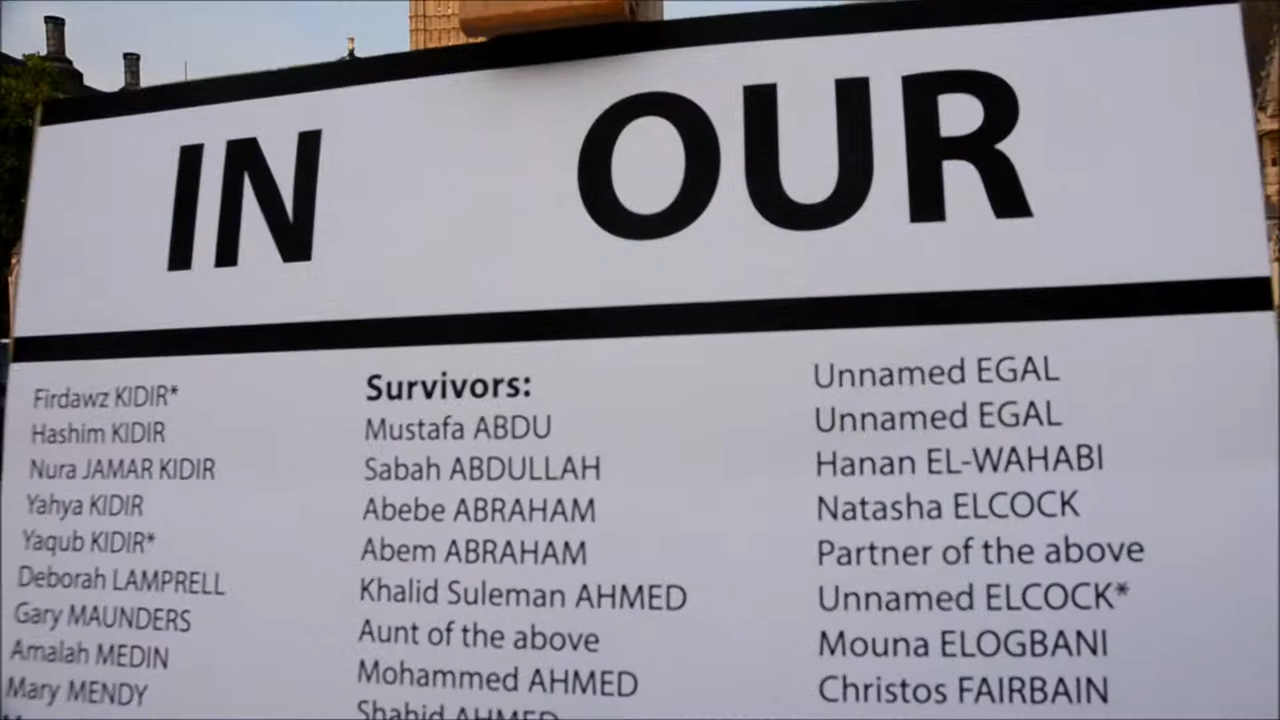 IN OUR
Firdawz KIDIR*
Hashim KIDIR
Nura JAMAR KIDIR
Yahya KIDIR
Yaqub KIDIR*
Deborah LAMPRELL
Gary MAUNDERS
Amalah MEDIN
Mary MENDY
Survivors:
Mustafa ABDU
Sabah ABDULLAH
Abebe ABRAHAM
Abem ABRAHAM
Khalid Suleman AHMED
Aunt of the above
Mohammed AHMED
Shahid AHMED
Unnamed EGAL
Unnamed EGAL
Hanan EL-WAHABI
Natasha ELCOCK
Partner of the above
Unnamed ELCOCK*
Mouna ELOGBANI
Christos FAIRBAIN